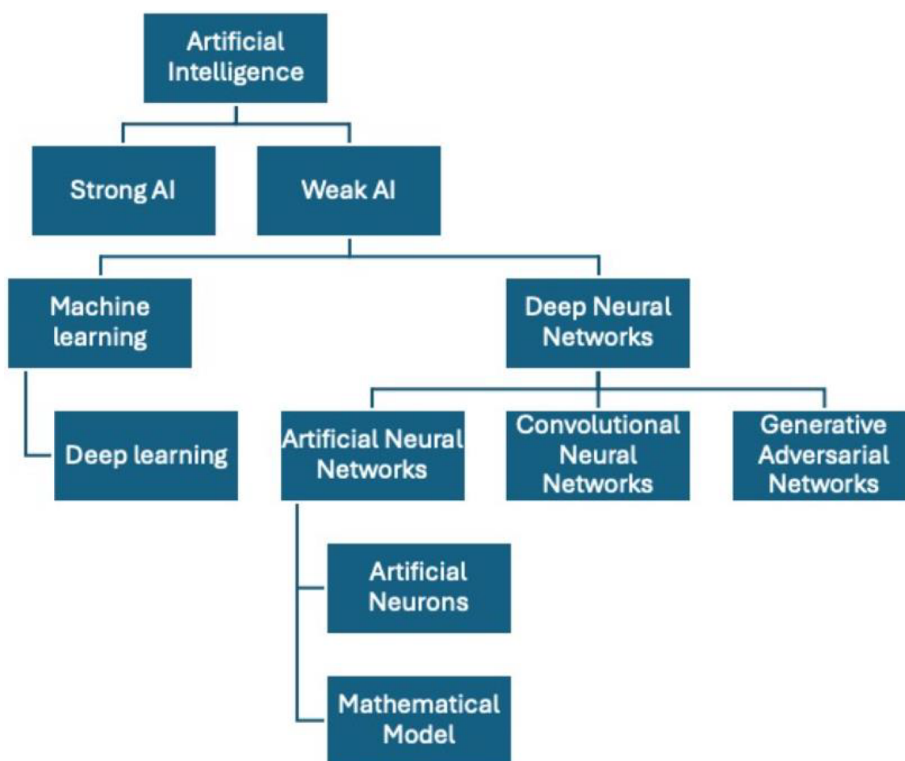 Artificial
Intelligence
Strong AI
Weak AI
Machine
learning
Deep Neural
Networks
Deep learning
Artificial Neural
Networks
Convolutional
Neural
Networks
Generative
Adversarial
Networks
Artificial
Neurons
Mathematical
Model